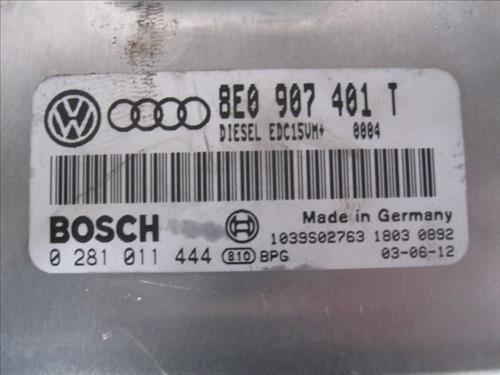 8E0 907 401 T
DIESEL EDC15VM+ 0004
BOSCH
Made in Germany
1039S02763 1803 0892
0 281 011 444 810 BPG 03-06-12